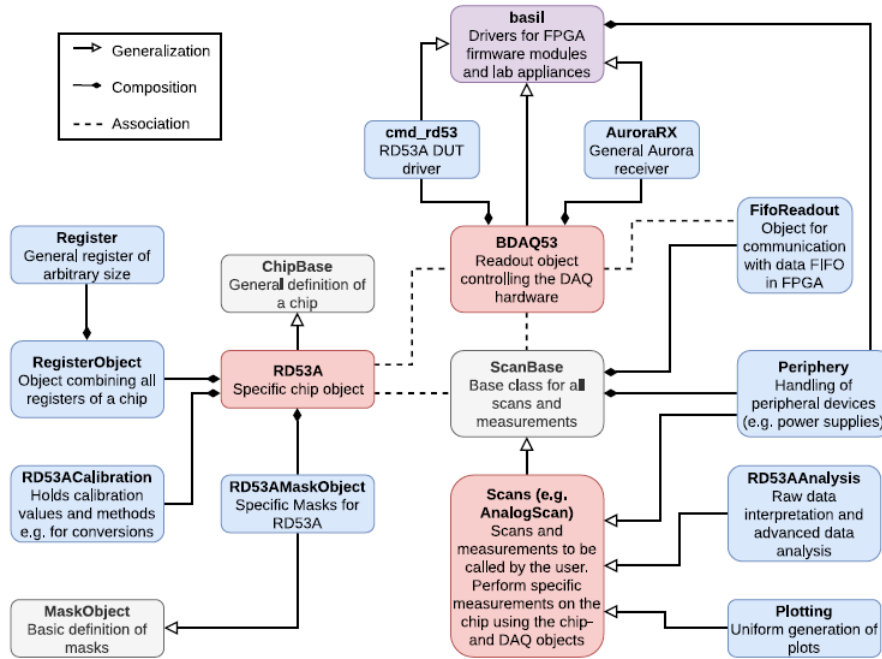 Generalization
Composition
Association
basil
Drivers for FPGA
firmware modules
and lab appliances
cmd_rd53
RD53A DUT
driver
AuroraRX
General Aurora
receiver
Register
General register of
arbitrary size
ChipBase
General definition of
a chip
BDAQ53
Readout object
controlling the DAQ
hardware
FifoReadout
Object for
communication
with data FIFO
in FPGA
RegisterObject
Object combining all
registers of a chip
RD53A
Specific chip object
ScanBase
Base class for all
scans and
measurements
Periphery
Handling of
peripheral devices
(e.g. power supplies)
RD53ACalibration
Holds calibration
values and methods
e.g. for conversions
RD53AMaskObject
Specific Masks for
RD53A
Scans (e.g.
AnalogScan)
Scans and
measurements to be
called by the user.
Perform specific
measurements on the
chip using the chip-
and DAQ objects
RD53AAnalysis
Raw data
interpretation and
advanced data
analysis
MaskObject
Basic definition of
masks
Plotting
Uniform generation of
plots